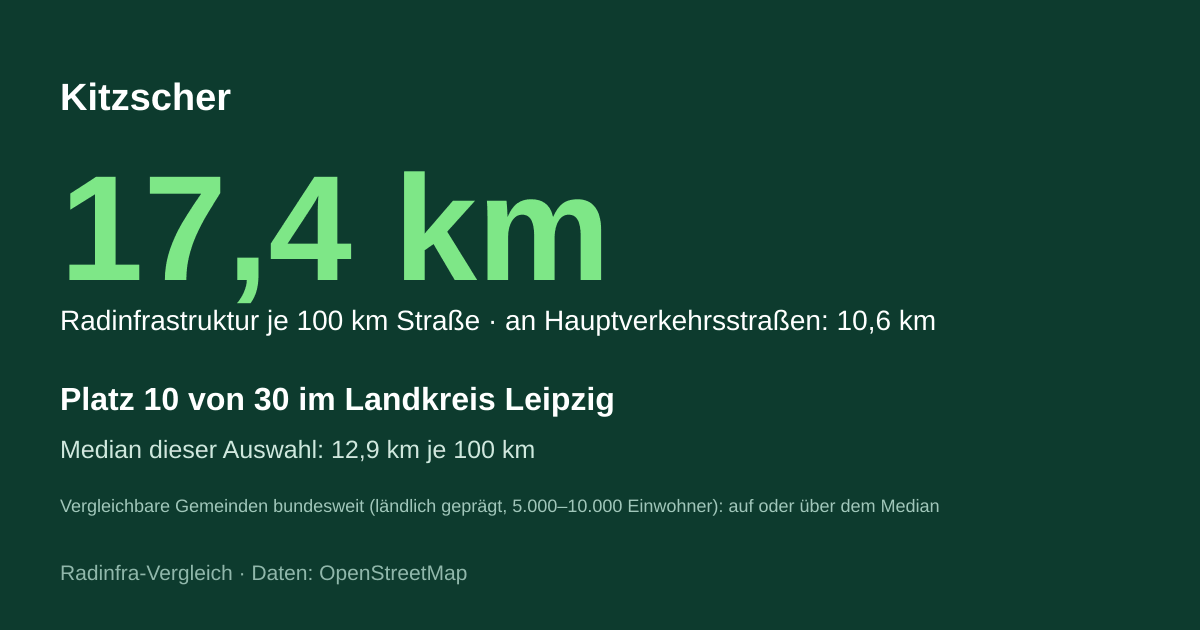 Kitzscher
17,4 km
Radinfrastruktur je 100 km Straße · an Hauptverkehrsstraßen: 10,6 km
Platz 10 von 30 im Landkreis Leipzig
Median dieser Auswahl: 12,9 km je 100 km
Vergleichbare Gemeinden bundesweit (ländlich geprägt, 5.000–10.000 Einwohner): auf oder über dem Median
Radinfra-Vergleich · Daten: OpenStreetMap